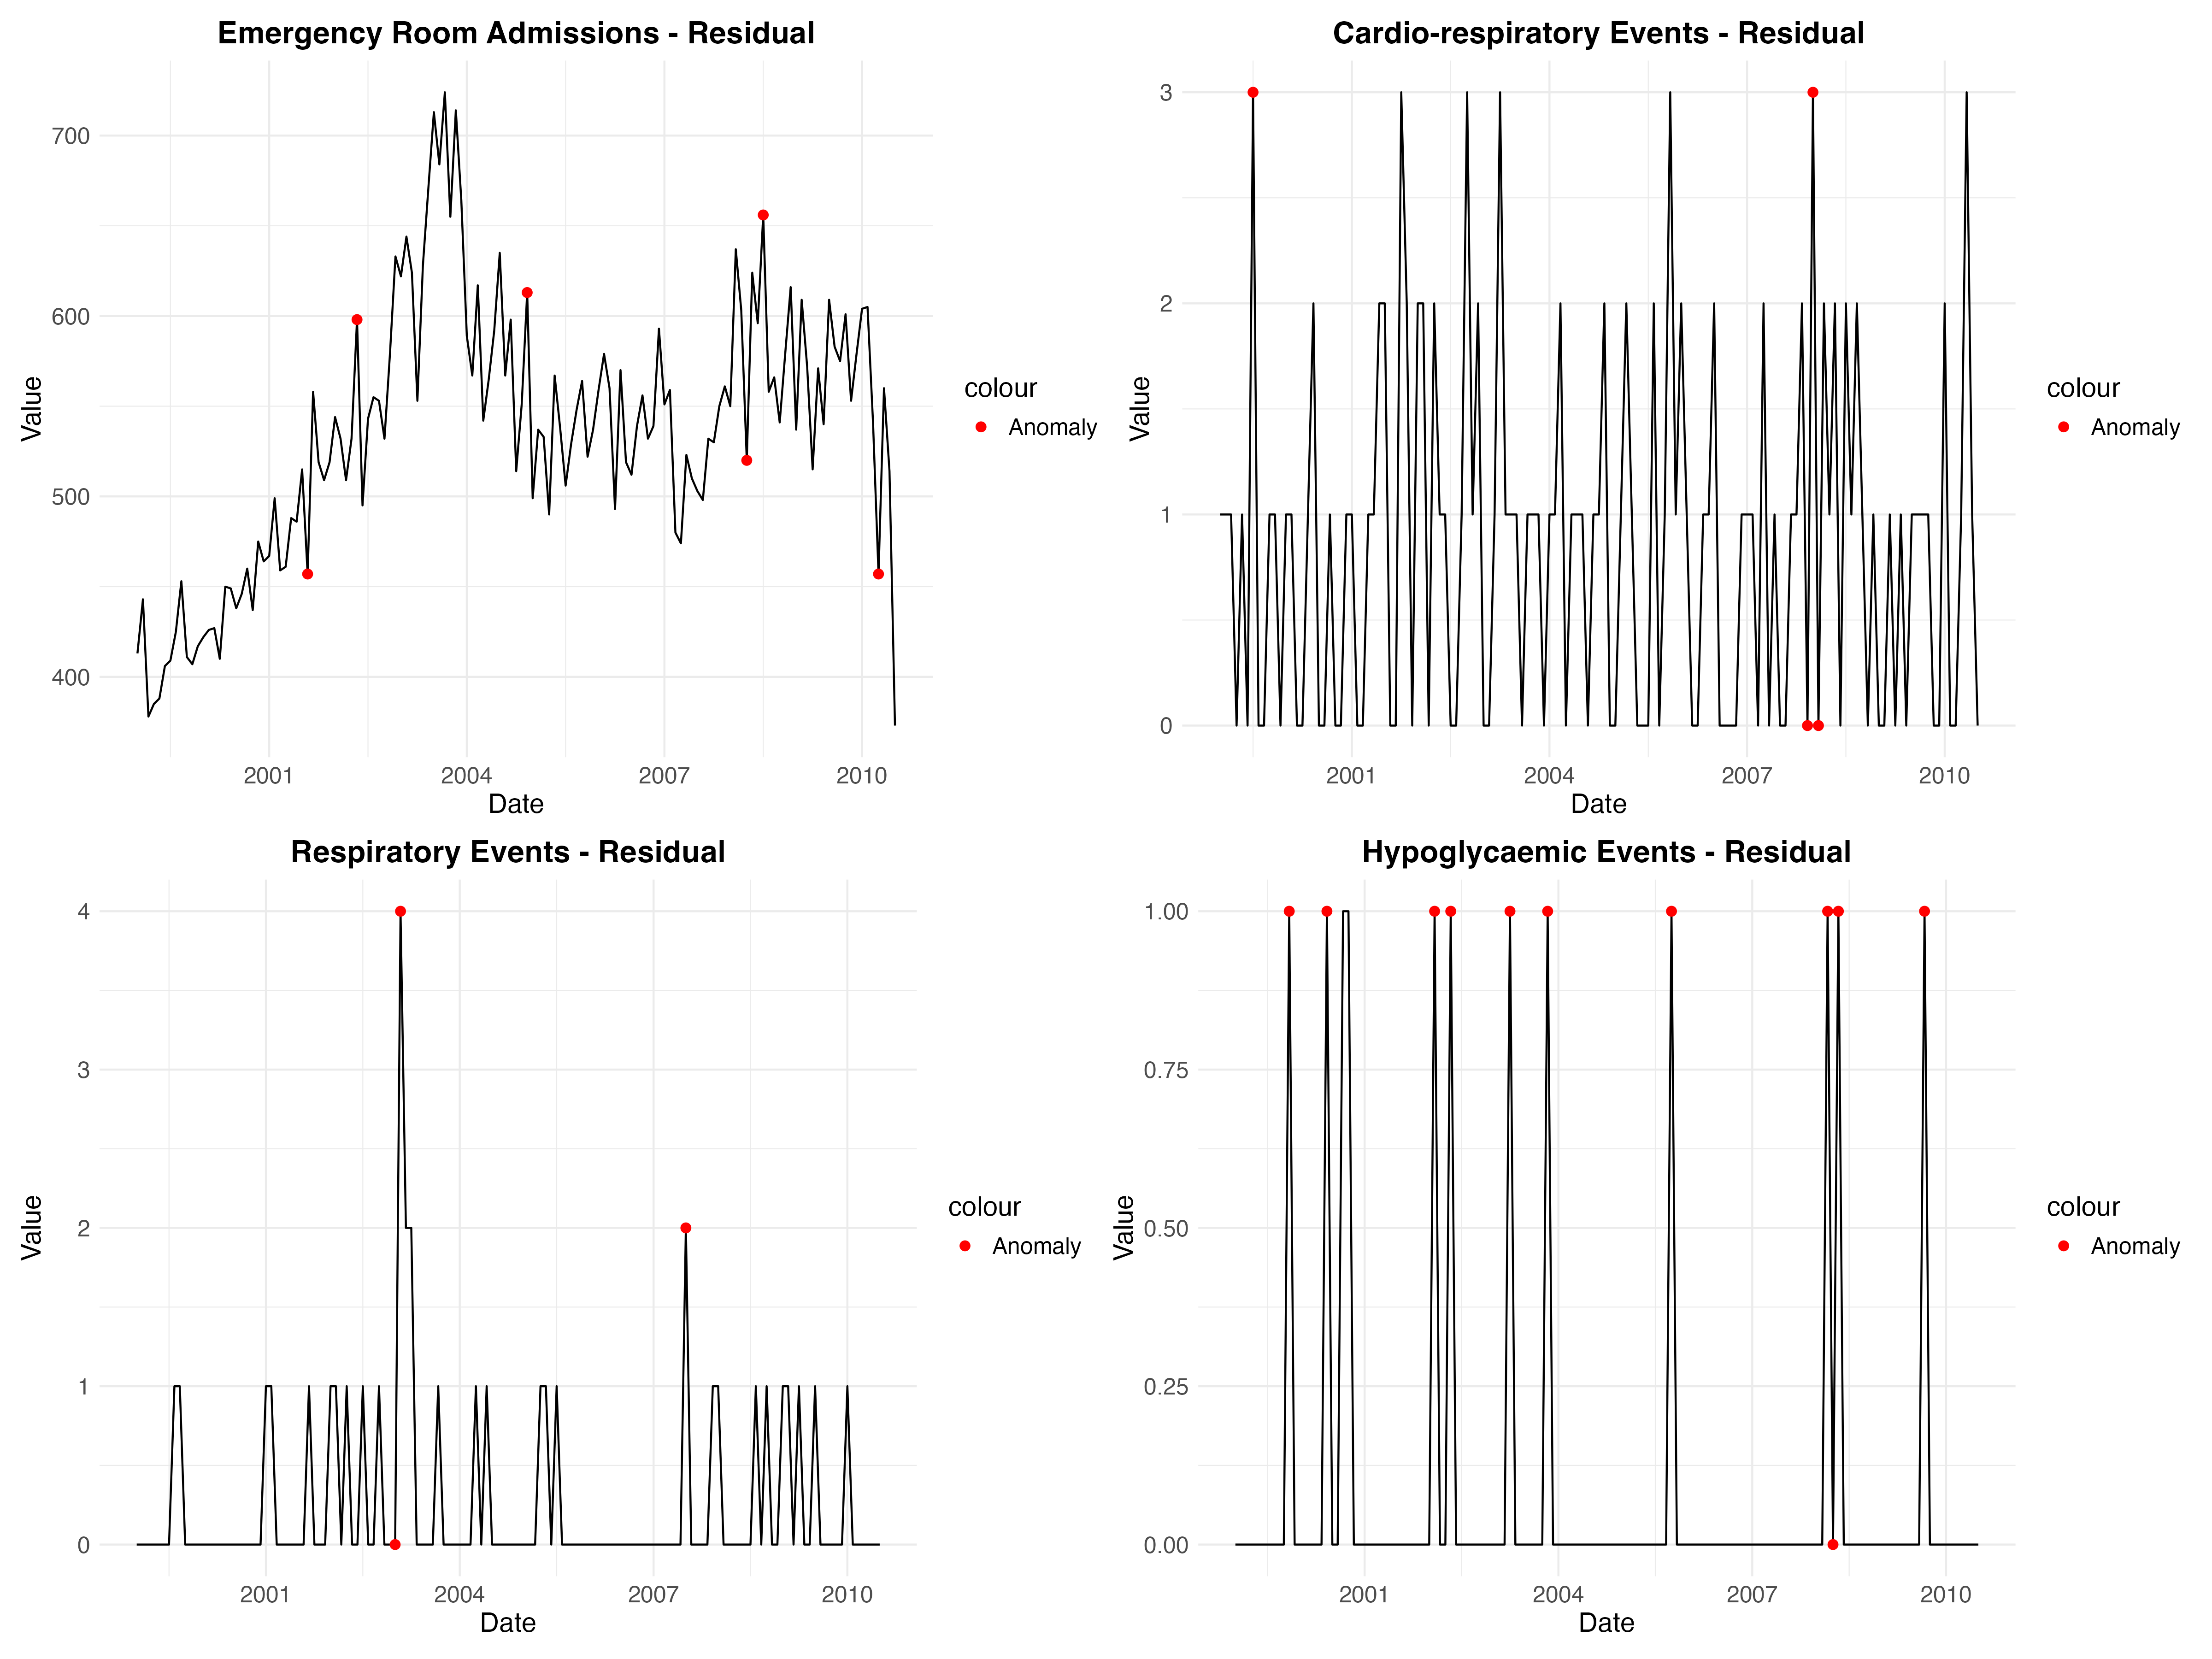 Emergency Room Admissions - Residual
Value
700
600
500
400
2001
2004
2007
2010
Date
colour
Anomaly
Cardio-respiratory Events - Residual
Value
3
2
1
0
2001
2004
2007
2010
Date
colour
Anomaly
Respiratory Events - Residual
Value
4
3
2
1
0
2001
2004
2007
2010
Date
colour
Anomaly
Hypoglycaemic Events - Residual
Value
1.00
0.75
0.50
0.25
0.00
2001
2004
2007
2010
Date
colour
Anomaly